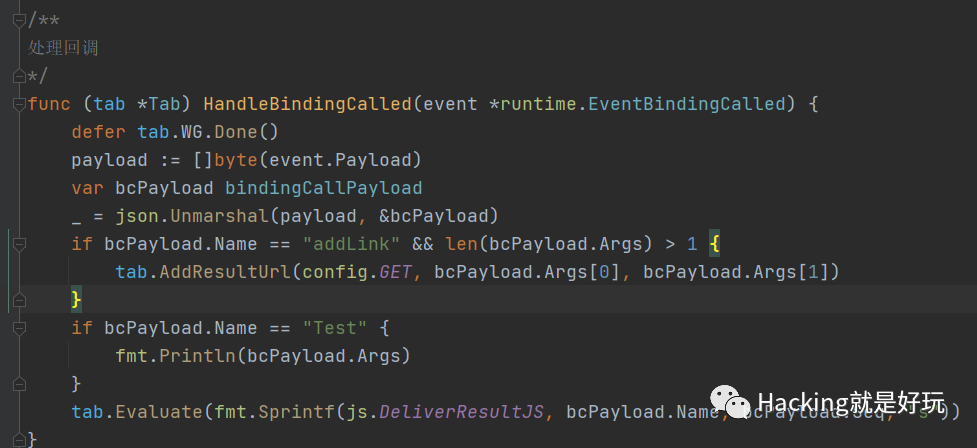 /**
处理回调
*/
func (tab *Tab) HandleBindingCalled(event *runtime.EventBindingCalled) {
    defer tab.WG.Done()
    payload := []byte(event.Payload)
    var bcPayload bindingCallPayload
    _ = json.Unmarshal(payload, &bcPayload)
    if bcPayload.Name == "addLink" && len(bcPayload.Args) > 1 {
        tab.AddResultUrl(config.GET, bcPayload.Args[0], bcPayload.Args[1])
    }
    if bcPayload.Name == "Test" {
        fmt.Println(bcPayload.Args)
    }
    tab.Evaluate(fmt.Sprintf(js.DeliverResultJS, bcPayload.Name, bcPayload.Seq, "s"))
}
Hacking就是好玩